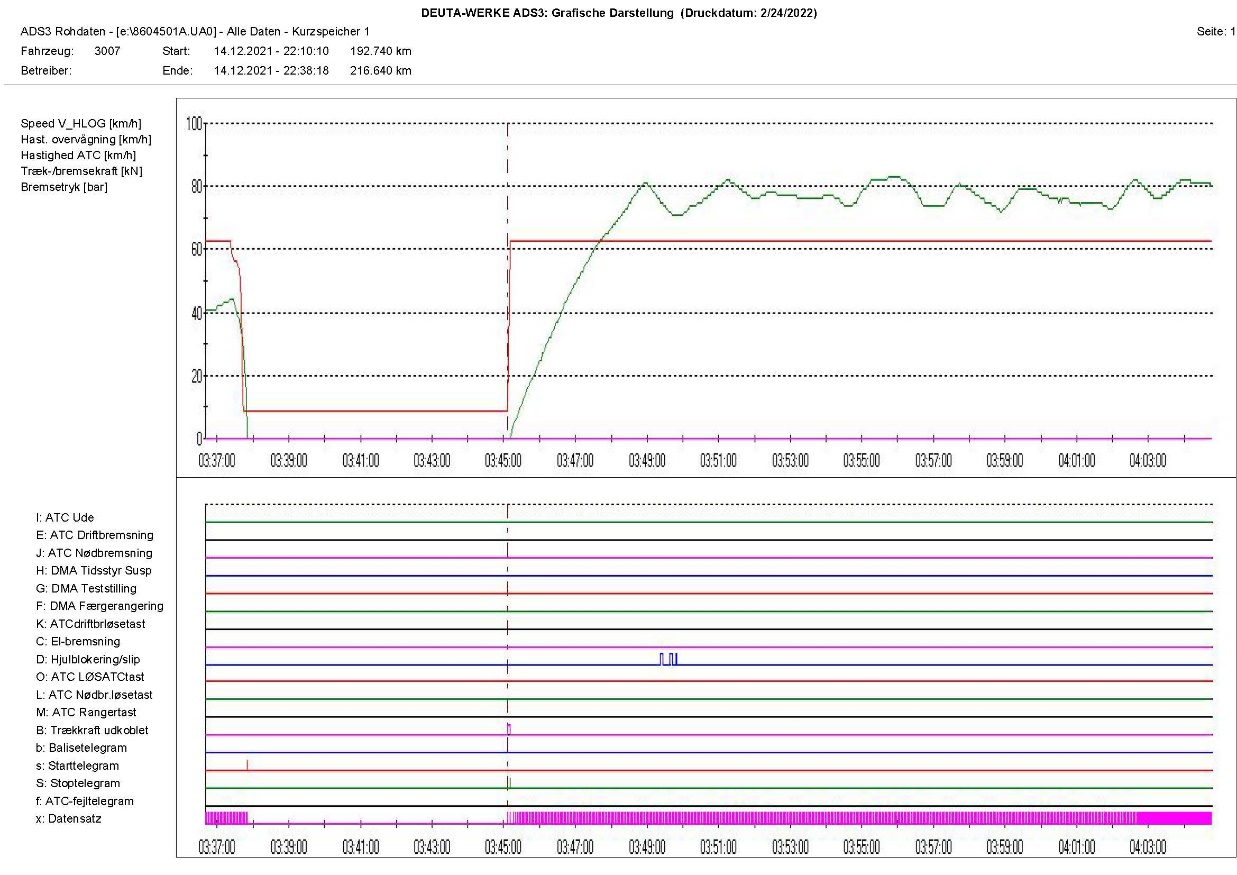 DEUTA-WERKE ADS3: Grafische Darstellung (Druckdatum: 2/24/2022)
ADS3 Rohdaten - [e:\8604501A.UA0] - Alle Daten - Kurzspeicher 1 Seite: 1
Fahrzeug: 3007 Start: 14.12.2021 - 22:10:10 192.740 km
Betreiber: Ende: 14.12.2021 - 22:38:18 216.640 km
Speed V_HLOG [km/h]
Hast. overvågning [km/h]
Hastighed ATC [km/h]
Træk-/bremsekraft [kN]
Bremsetryk [bar]
100
80
60
40
20
0
03:37:00 03:39:00 03:41:00 03:43:00 03:45:00 03:47:00 03:49:00 03:51:00 03:53:00 03:55:00 03:57:00 03:59:00 04:01:00 04:03:00
I: ATC Ude
E: ATC Driftbremsning
J: ATC Nødbremsning
H: DMA Tidsstyr Susp
G: DMA Teststilling
F: DMA Færgerangering
K: ATCdriftbrløsetast
C: El-bremsning
D: Hjulblokering/slip
O: ATC LØSATCtast
L: ATC Nødbr.løsetast
M: ATC Rangertast
B: Trækkraft udkoblet
b: Balisetelegram
s: Starttelegram
S: Stoptelegram
f: ATC-fejltelegram
x: Datensatz
03:37:00 03:39:00 03:41:00 03:43:00 03:45:00 03:47:00 03:49:00 03:51:00 03:53:00 03:55:00 03:57:00 03:59:00 04:01:00 04:03:00